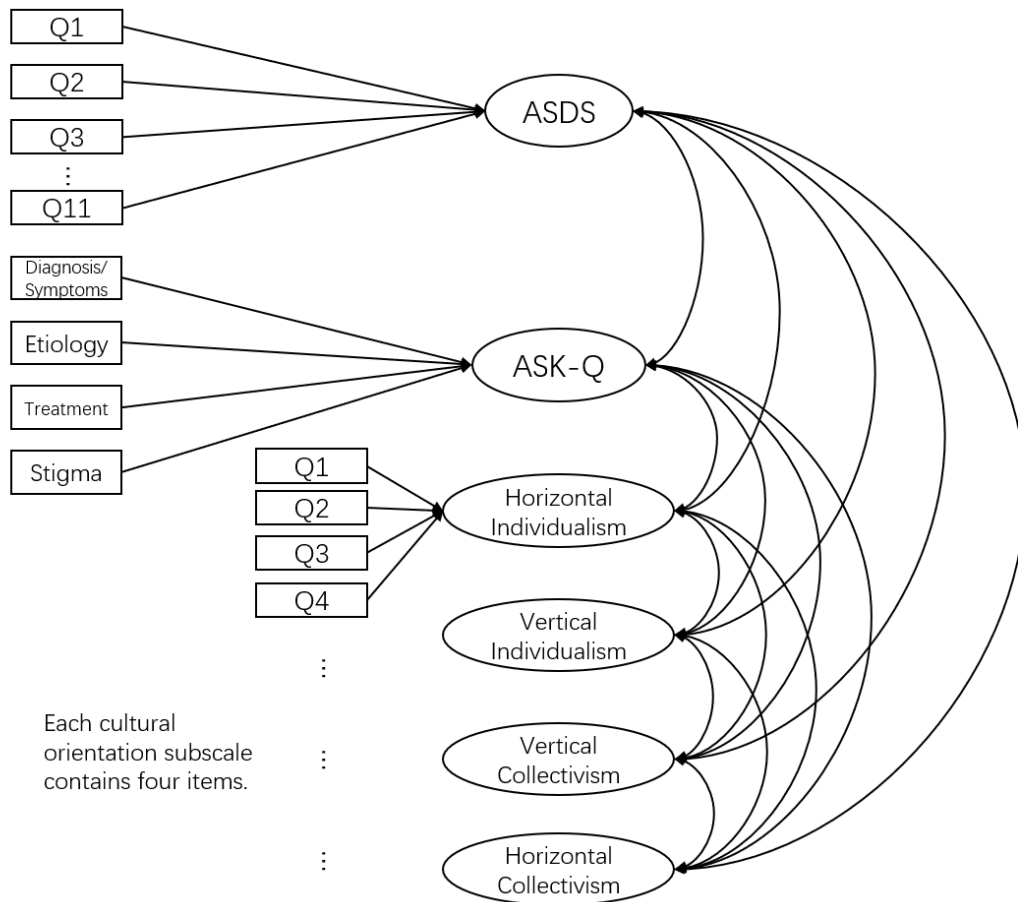 Q1
Q2
Q3
⋮
Q11
ASDS
Diagnosis/
Symptoms
Etiology
Treatment
Stigma
ASK-Q
Q1
Q2
Q3
Q4
Horizontal
Individualism
Vertical
Individualism
⋮
Each cultural
orientation subscale
contains four items.
⋮
Vertical
Collectivism
⋮
Horizontal
Collectivism